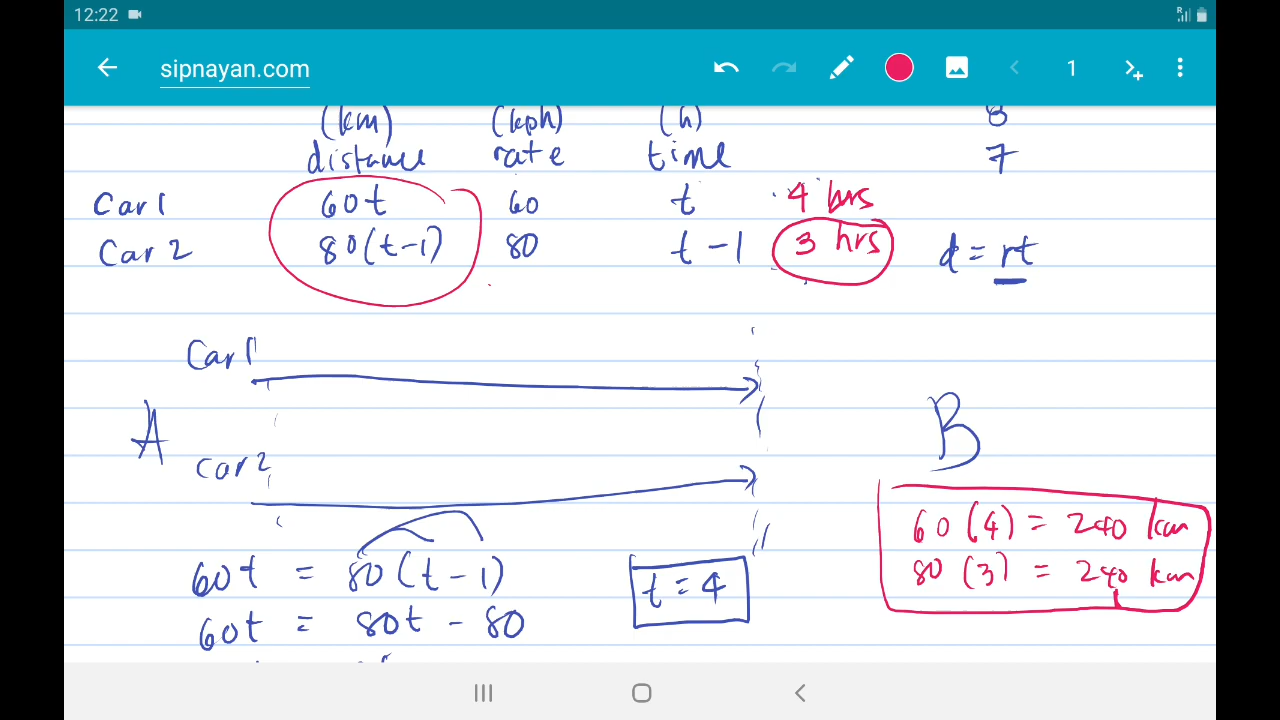 12:22
sipnayan.com
1
(km) (kph) (h) 8
distance rate time 7
Car 1 60t 60 t 4 hrs
Car 2 80(t-1) 80 t-1 3 hrs d = rt
Car 1
A B
car 2
60(4) = 240 km
80(3) = 240 km
60t = 80(t-1) t = 4
60t = 80t - 80